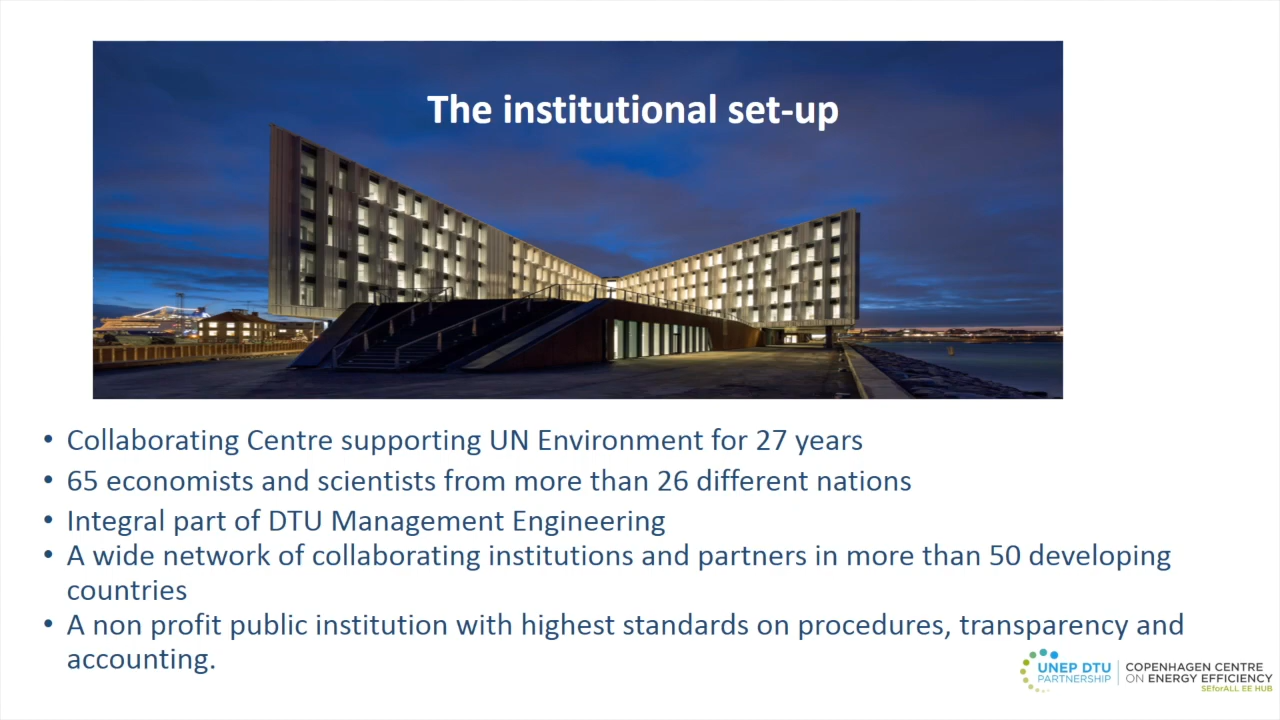 The institutional set-up
• Collaborating Centre supporting UN Environment for 27 years
• 65 economists and scientists from more than 26 different nations
• Integral part of DTU Management Engineering
• A wide network of collaborating institutions and partners in more than 50 developing
countries
• A non profit public institution with highest standards on procedures, transparency and
accounting.
UNEP DTU
PARTNERSHIP
COPENHAGEN CENTRE
ON ENERGY EFFICIENCY
SEforALL EE HUB